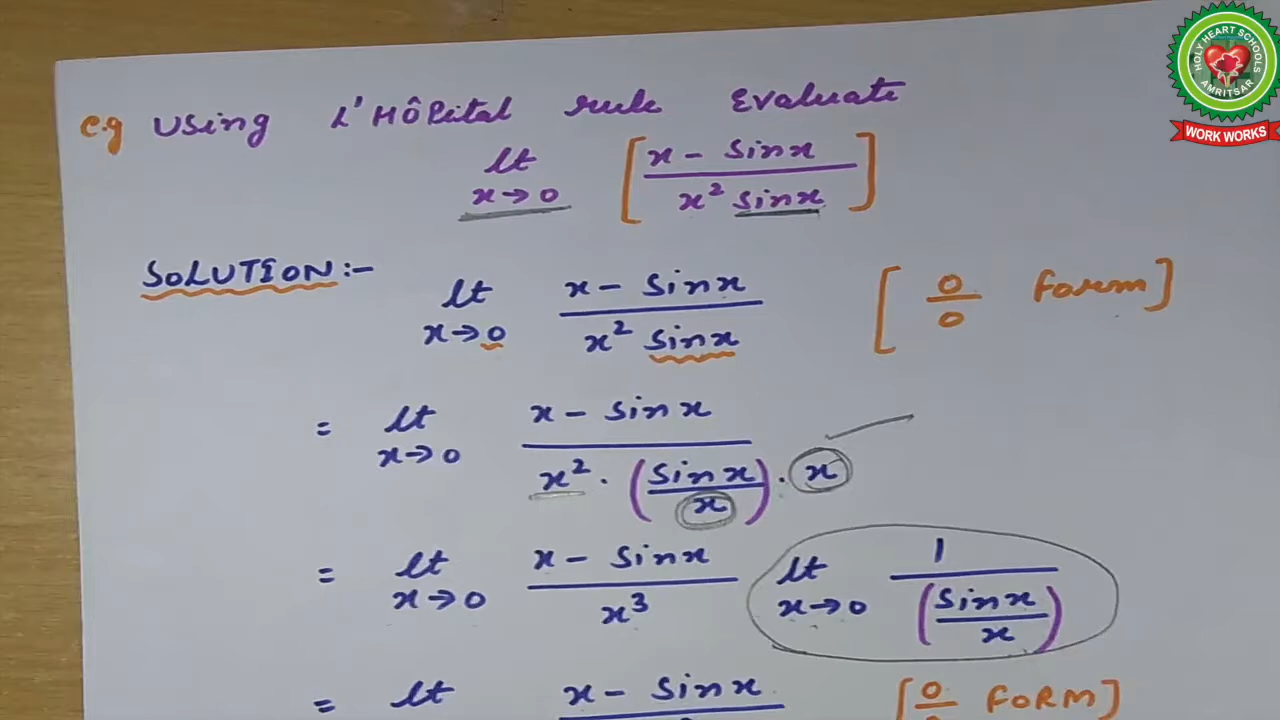 e.g Using L'Hôpital rule Evaluate
lt x→0 [ x - sinx / x² sinx ]
SOLUTION:-
lt x→0 x - sinx / x² sinx [ 0/0 form ]
= lt x→0 x - sin x / x² · (sin x / x) · x
= lt x→0 x - sinx / x³ lt x→0 1 / (sinx / x)
= lt x - sinx [ 0/0 FORM ]
HOLY HEART SCHOOLS
AMRITSAR
WORK WORKS